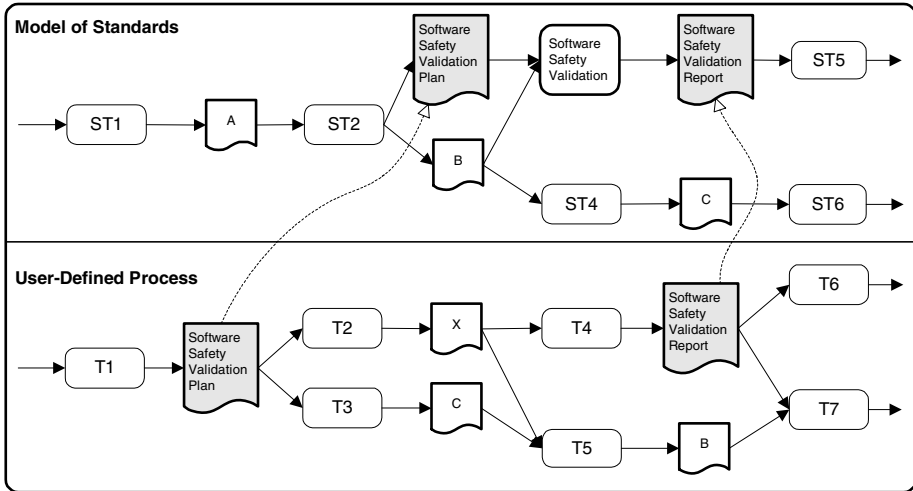 Model of Standards
Software
Safety
Validation
Plan
Software
Safety
Validation
Software
Safety
Validation
Report
ST5
ST1
A
ST2
B
ST4
C
ST6
User-Defined Process
T1
Software
Safety
Validation
Plan
T2
X
T4
Software
Safety
Validation
Report
T6
T3
C
T5
B
T7